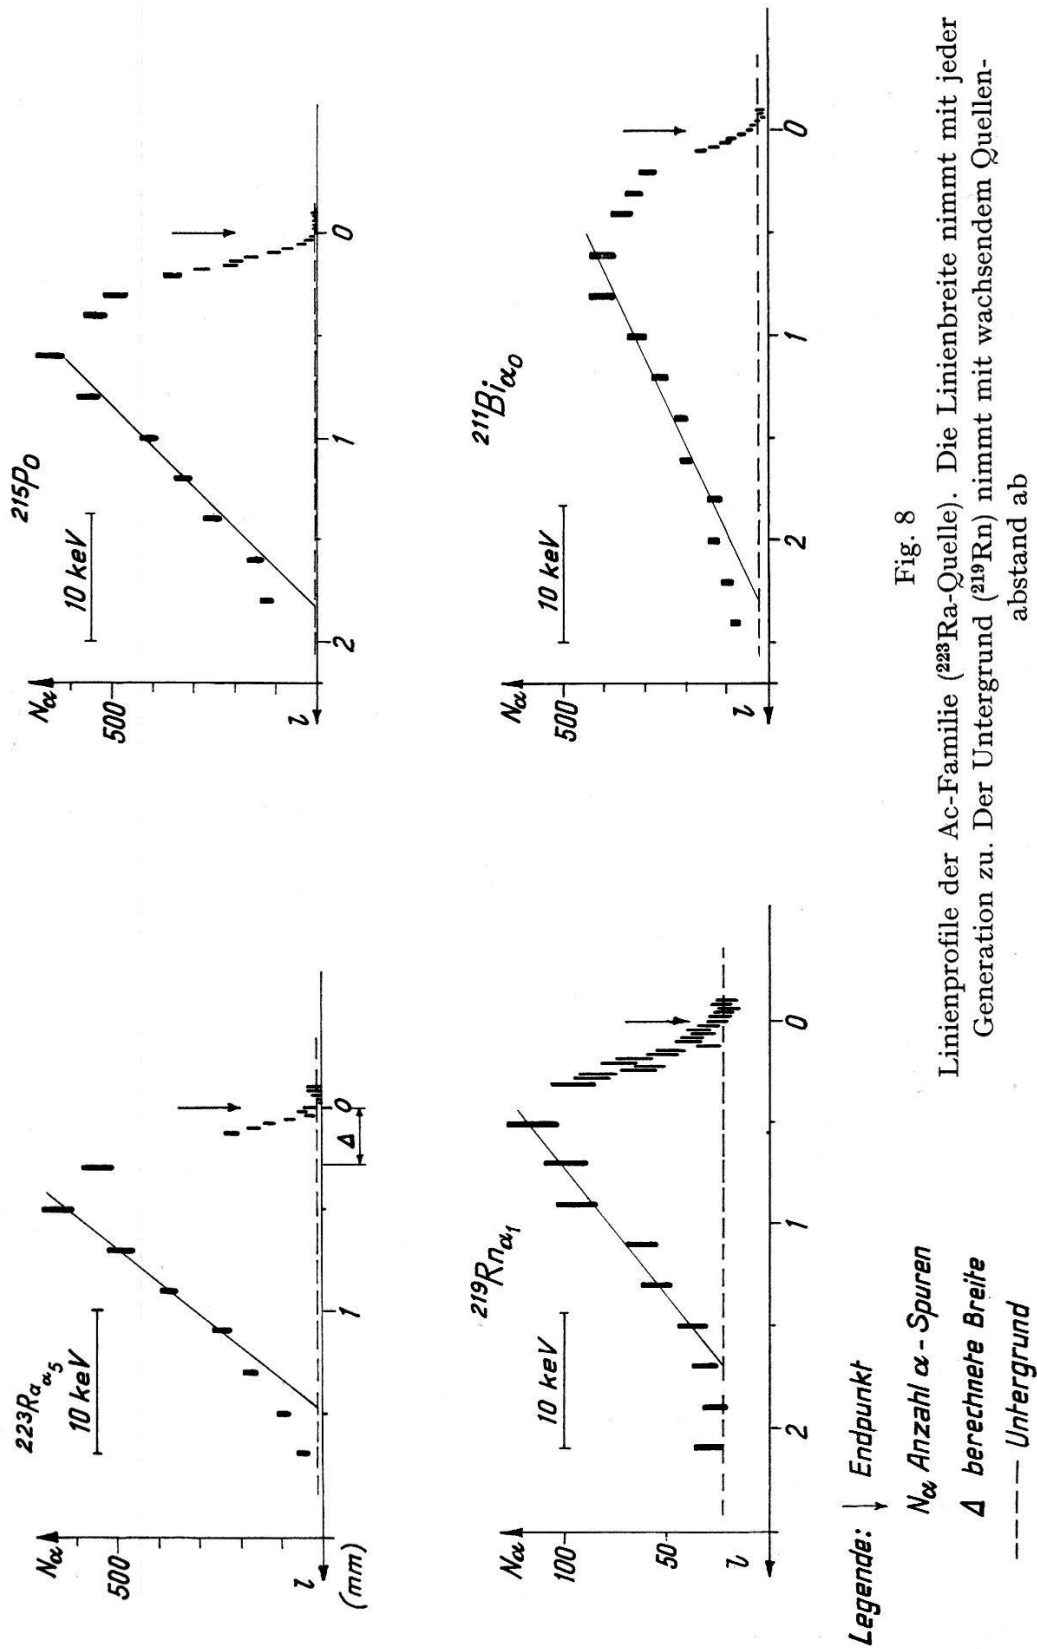 ²²³Ra α₅
10 keV
Nα
500
1
0
Δ
l
(mm)
²¹⁵Po
10 keV
Nα
500
2
1
0
l
²¹⁹Rn α₁
10 keV
Nα
100
50
2
1
0
l
²¹¹Bi α₀
10 keV
Nα
500
2
1
0
l
Legende: ↓ Endpunkt
Nα Anzahl α - Spuren
Δ berechnete Breite
---- Untergrund
Fig. 8
Linienprofile der Ac-Familie (²²³Ra-Quelle). Die Linienbreite nimmt mit jeder
Generation zu. Der Untergrund (²¹⁹Rn) nimmt mit wachsendem Quellen-
abstand ab